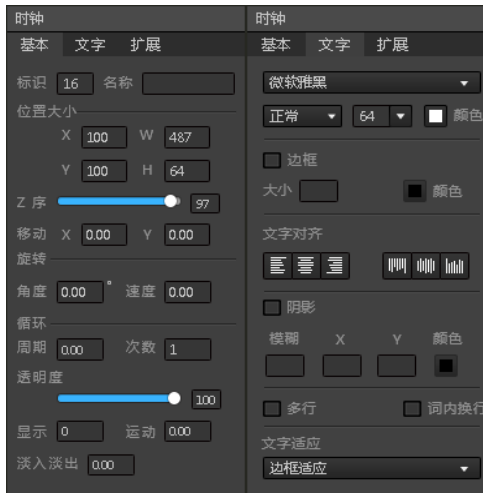 时钟
基本 文字 扩展
标识 16 名称
位置大小
X 100 W 487
Y 100 H 64
Z 序 97
移动 X 0.00 Y 0.00
旋转
角度 0.00 ° 速度 0.00
循环
周期 0.00 次数 1
透明度
100
显示 0 运动 0.00
淡入淡出 0.00
时钟
基本 文字 扩展
微软雅黑
正常 64 颜色
边框
大小 颜色
文字对齐
阴影
模糊 X Y 颜色
多行 词内换行
文字适应
边框适应